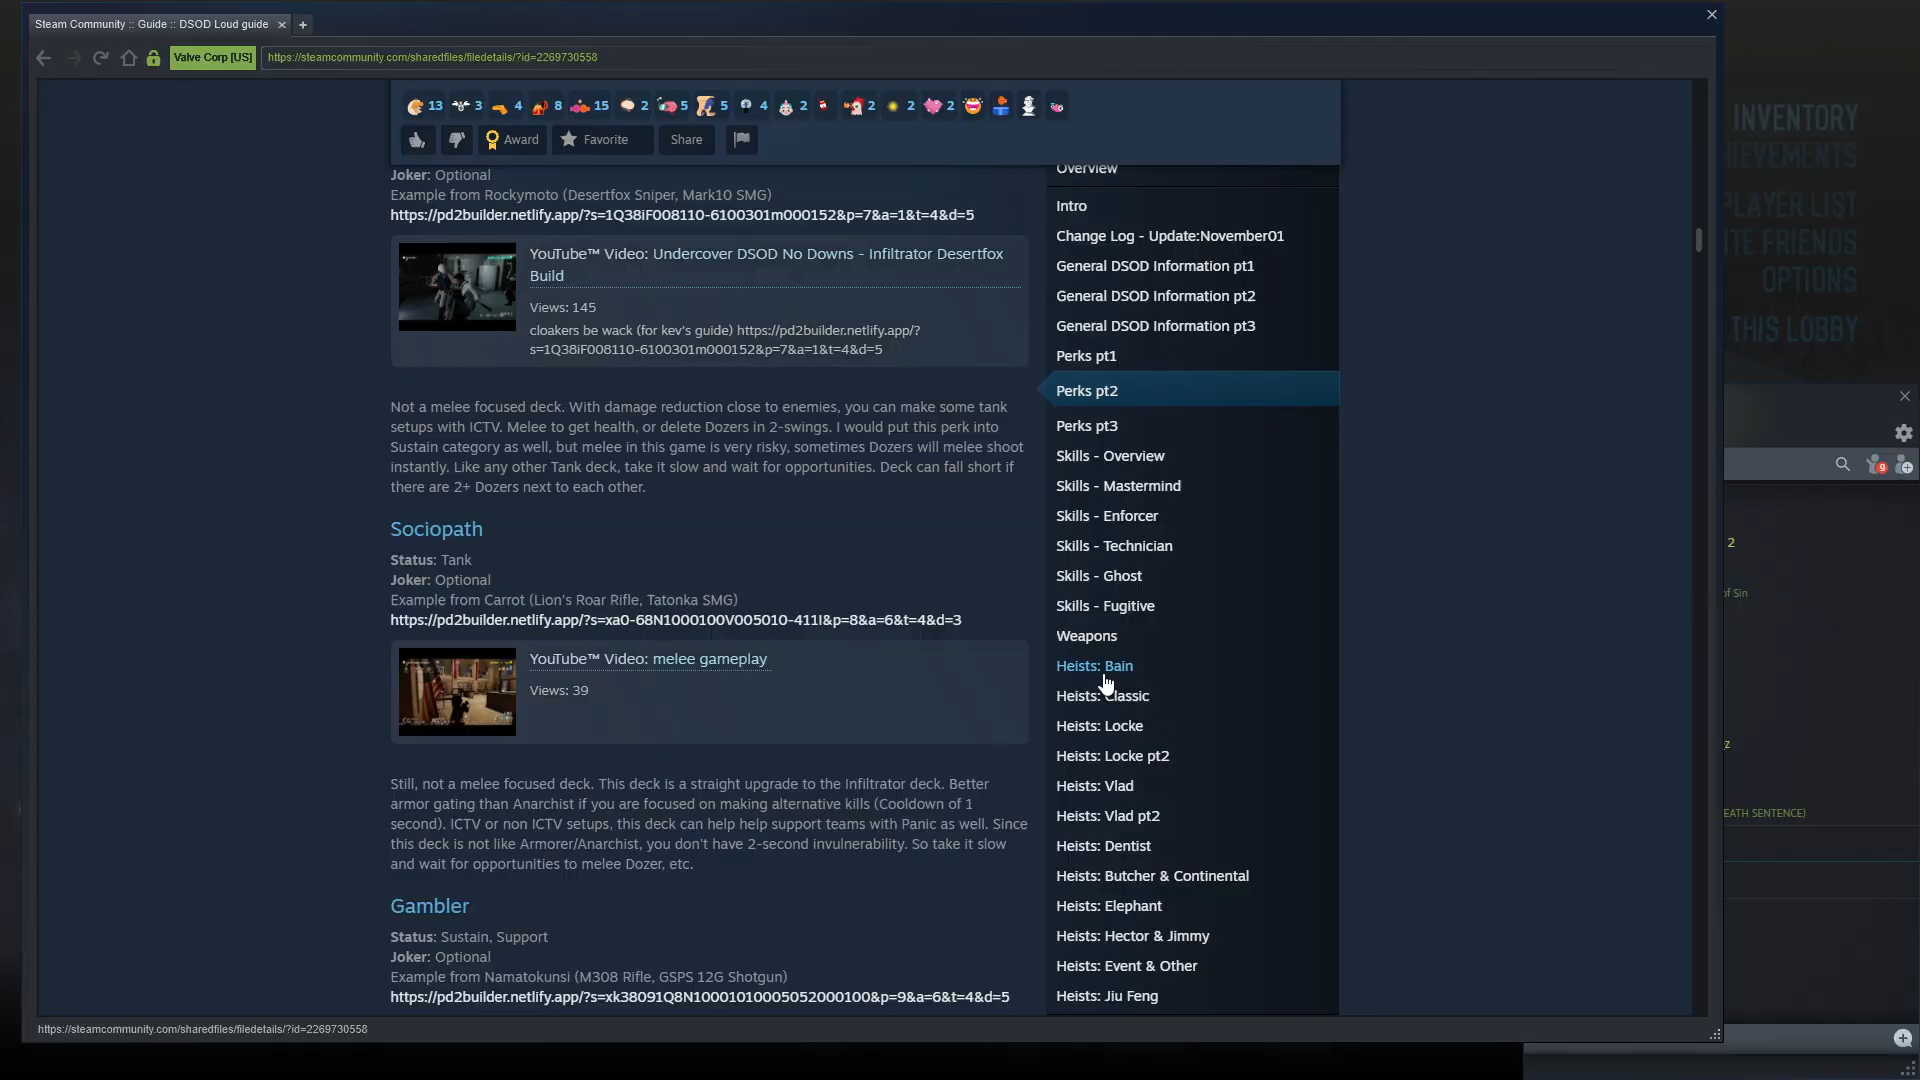 Steam Community :: Guide :: DSOD Loud guide
Valve Corp [US]
https://steamcommunity.com/sharedfiles/filedetails/?id=2269730558
13 3 4 8 15 2 5 5 4 2 2 2 2
Award
Favorite
Share
Joker: Optional
Example from Rockymoto (Desertfox Sniper, Mark10 SMG)
https://pd2builder.netlify.app/?s=1Q38iF008110-6100301m000152&p=7&a=1&t=4&d=5
YouTube™ Video: Undercover DSOD No Downs - Infiltrator Desertfox
Build
Views: 145
cloakers be wack (for kev's guide) https://pd2builder.netlify.app/?
s=1Q38iF008110-6100301m000152&p=7&a=1&t=4&d=5
Not a melee focused deck. With damage reduction close to enemies, you can make some tank
setups with ICTV. Melee to get health, or delete Dozers in 2-swings. I would put this perk into
Sustain category as well, but melee in this game is very risky, sometimes Dozers will melee shoot
instantly. Like any other Tank deck, take it slow and wait for opportunities. Deck can fall short if
there are 2+ Dozers next to each other.
Sociopath
Status: Tank
Joker: Optional
Example from Carrot (Lion's Roar Rifle, Tatonka SMG)
https://pd2builder.netlify.app/?s=xa0-68N1000100V005010-411I&p=8&a=6&t=4&d=3
YouTube™ Video: melee gameplay
Views: 39
Still, not a melee focused deck. This deck is a straight upgrade to the Infiltrator deck. Better
armor gating than Anarchist if you are focused on making alternative kills (Cooldown of 1
second). ICTV or non ICTV setups, this deck can help help support teams with Panic as well. Since
this deck is not like Armorer/Anarchist, you don't have 2-second invulnerability. So take it slow
and wait for opportunities to melee Dozer, etc.
Gambler
Status: Sustain, Support
Joker: Optional
Example from Namatokunsi (M308 Rifle, GSPS 12G Shotgun)
https://pd2builder.netlify.app/?s=xk38091Q8N10001010005052000100&p=9&a=6&t=4&d=5
Overview
Intro
Change Log - Update:November01
General DSOD Information pt1
General DSOD Information pt2
General DSOD Information pt3
Perks pt1
Perks pt2
Perks pt3
Skills - Overview
Skills - Mastermind
Skills - Enforcer
Skills - Technician
Skills - Ghost
Skills - Fugitive
Weapons
Heists: Bain
Heists: Classic
Heists: Locke
Heists: Locke pt2
Heists: Vlad
Heists: Vlad pt2
Heists: Dentist
Heists: Butcher & Continental
Heists: Elephant
Heists: Hector & Jimmy
Heists: Event & Other
Heists: Jiu Feng
https://steamcommunity.com/sharedfiles/filedetails/?id=2269730558
INVENTORY
IEVEMENTS
PLAYER LIST
ITE FRIENDS
OPTIONS
THIS LOBBY
9
2
of Sin
z
EATH SENTENCE)